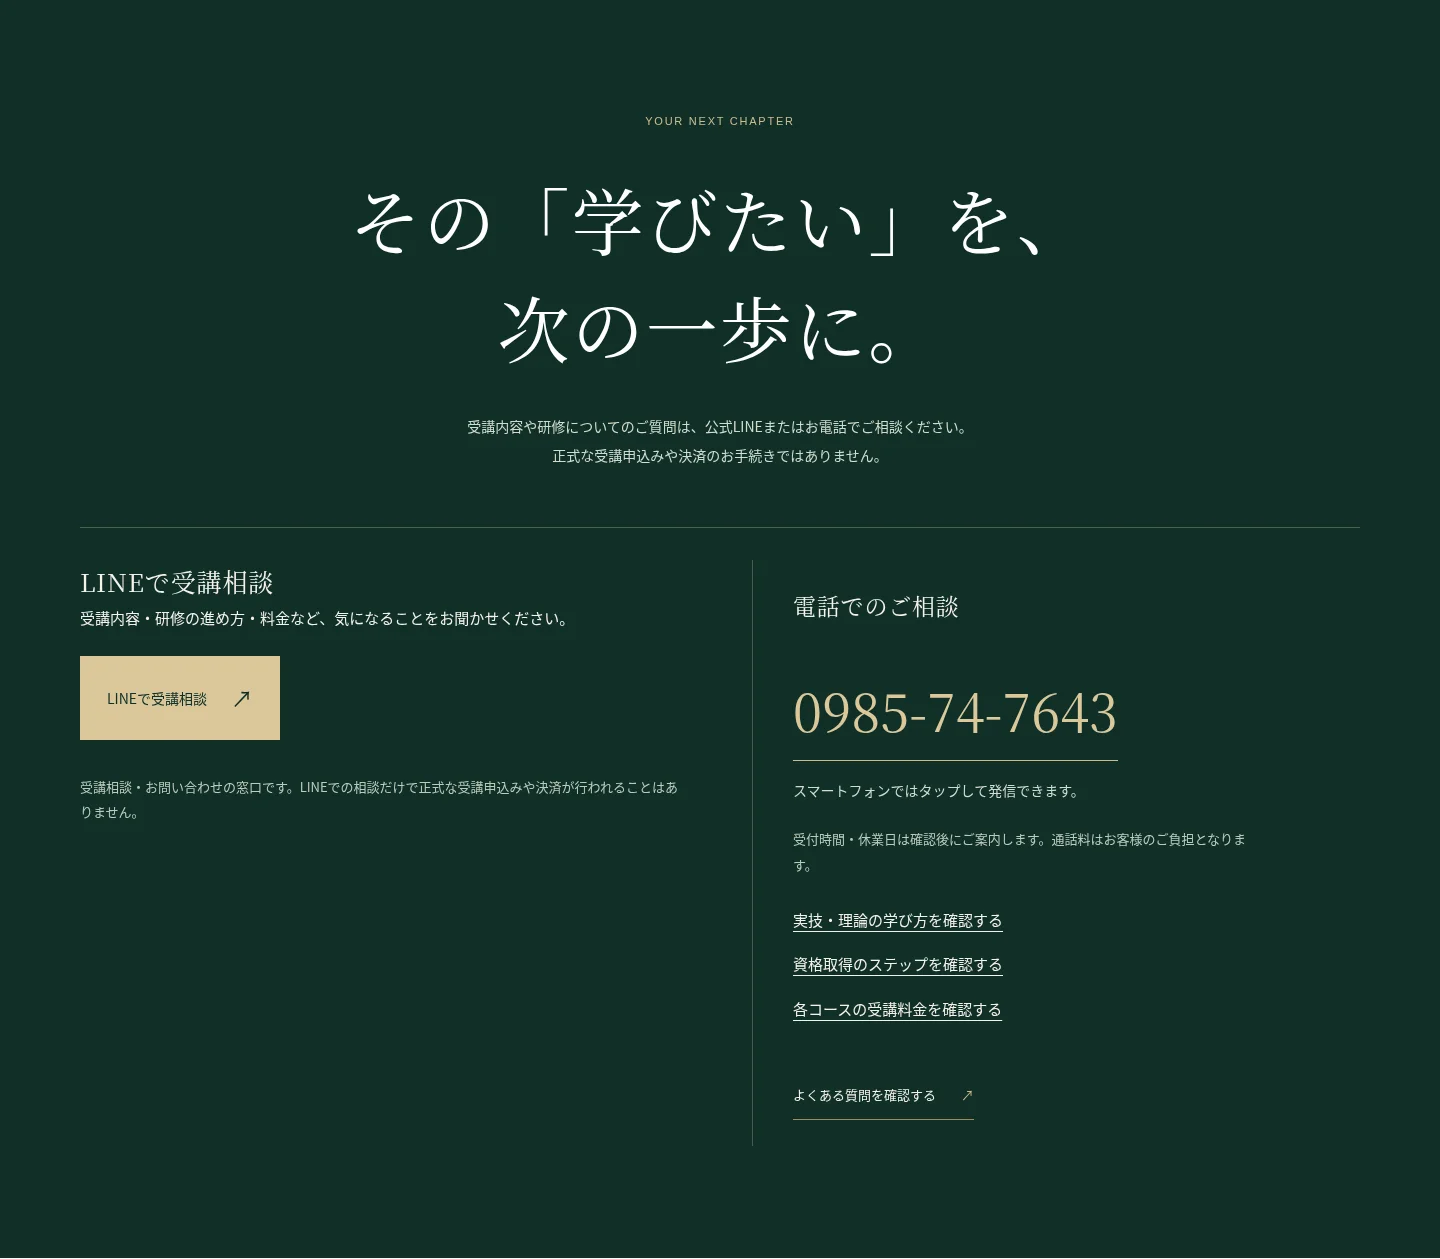 YOUR NEXT CHAPTER
その「学びたい」を、
次の一歩に。
受講内容や研修についてのご質問は、公式LINEまたはお電話でご相談ください。
正式な受講申込みや決済のお手続きではありません。
LINEで受講相談
受講内容・研修の進め方・料金など、気になることをお聞かせください。
LINEで受講相談 ↗
受講相談・お問い合わせの窓口です。LINEでの相談だけで正式な受講申込みや決済が行われることはあ
りません。
電話でのご相談
0985-74-7643
スマートフォンではタップして発信できます。
受付時間・休業日は確認後にご案内します。通話料はお客様のご負担となりま
す。
実技・理論の学び方を確認する
資格取得のステップを確認する
各コースの受講料金を確認する
よくある質問を確認する ↗